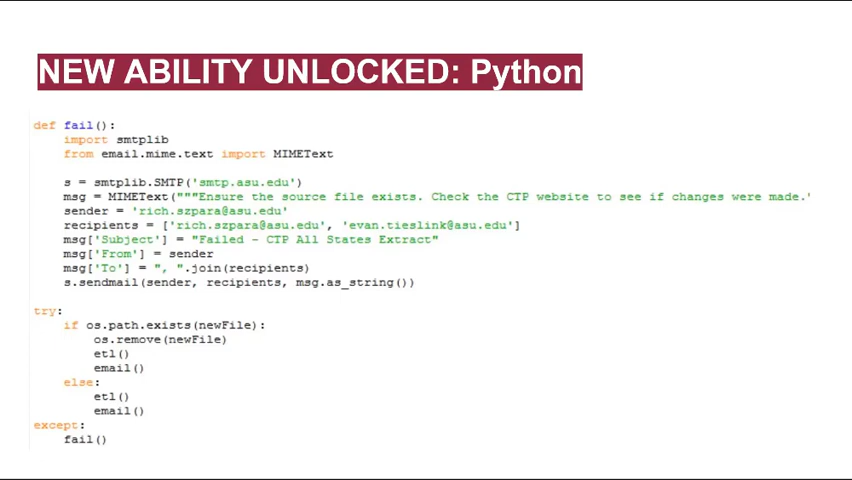 NEW ABILITY UNLOCKED: Python
def fail():
    import smtplib
    from email.mime.text import MIMEText
    s = smtplib.SMTP('smtp.asu.edu')
    msg = MIMEText("""Ensure the source file exists. Check the CTP website to see if changes were made.'
    sender = 'rich.szpara@asu.edu'
    recipients = ['rich.szpara@asu.edu', 'evan.tieslink@asu.edu']
    msg['Subject'] = "Failed - CTP All States Extract"
    msg['From'] = sender
    msg['To'] = ", ".join(recipients)
    s.sendmail(sender, recipients, msg.as_string())
try:
    if os.path.exists(newFile):
        os.remove(newFile)
        etl()
        email()
    else:
        etl()
        email()
except:
    fail()